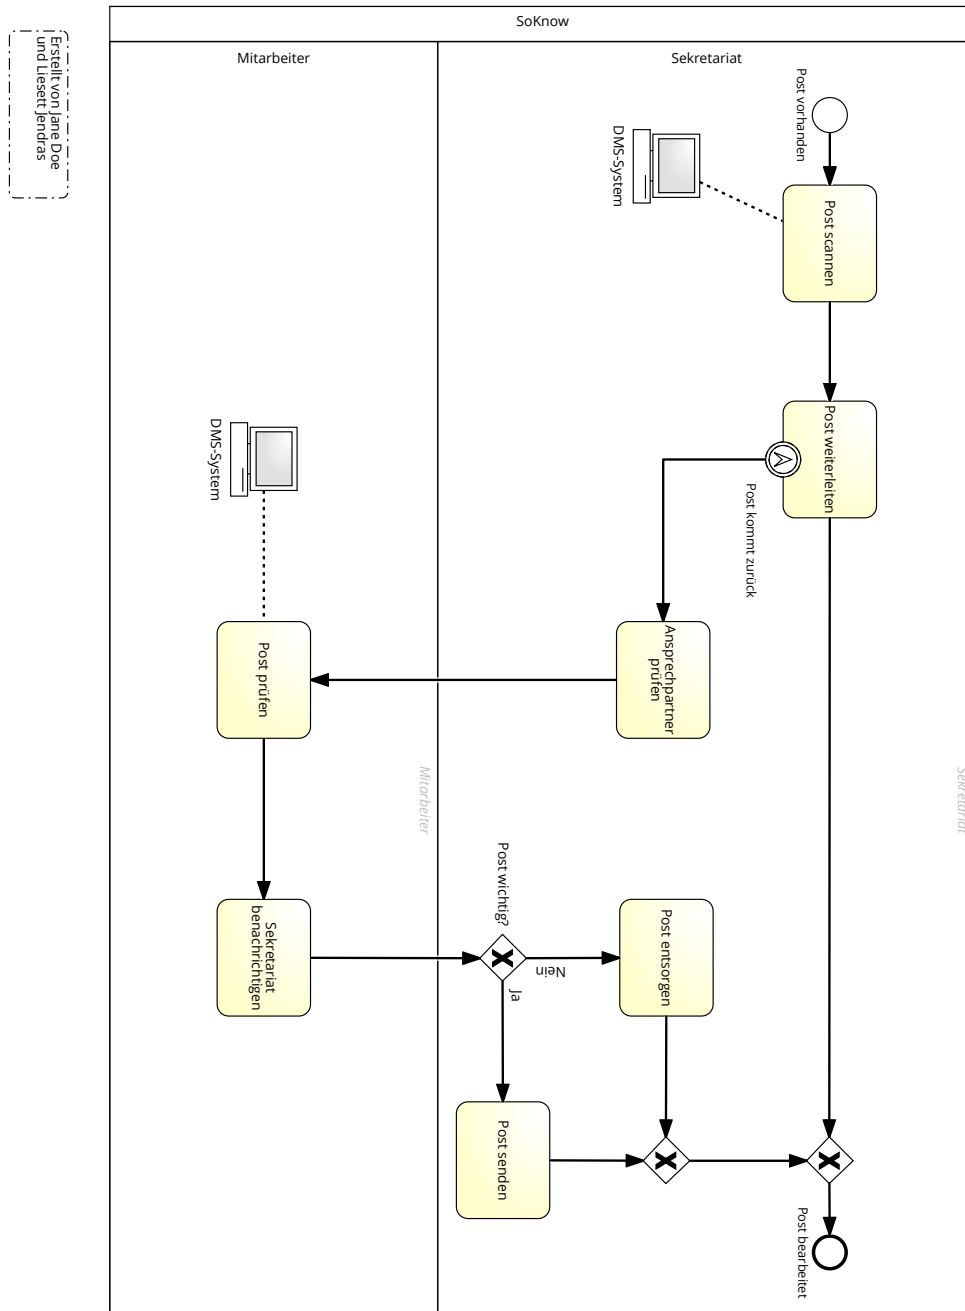 SoKnow
Mitarbeiter
Sekretariat
Erstellt von Jane Doe
und Liesett Jendras
Post vorhanden
DMS-System
Post scannen
Post weiterleiten
Post kommt zurück
DMS-System
Ansprechpartner
prüfen
Post prüfen
Mitarbeiter
Sekretariat
Post wichtig?
Nein
Ja
Post entsorgen
Sekretariat
benachrichtigen
Post senden
Post bearbeitet